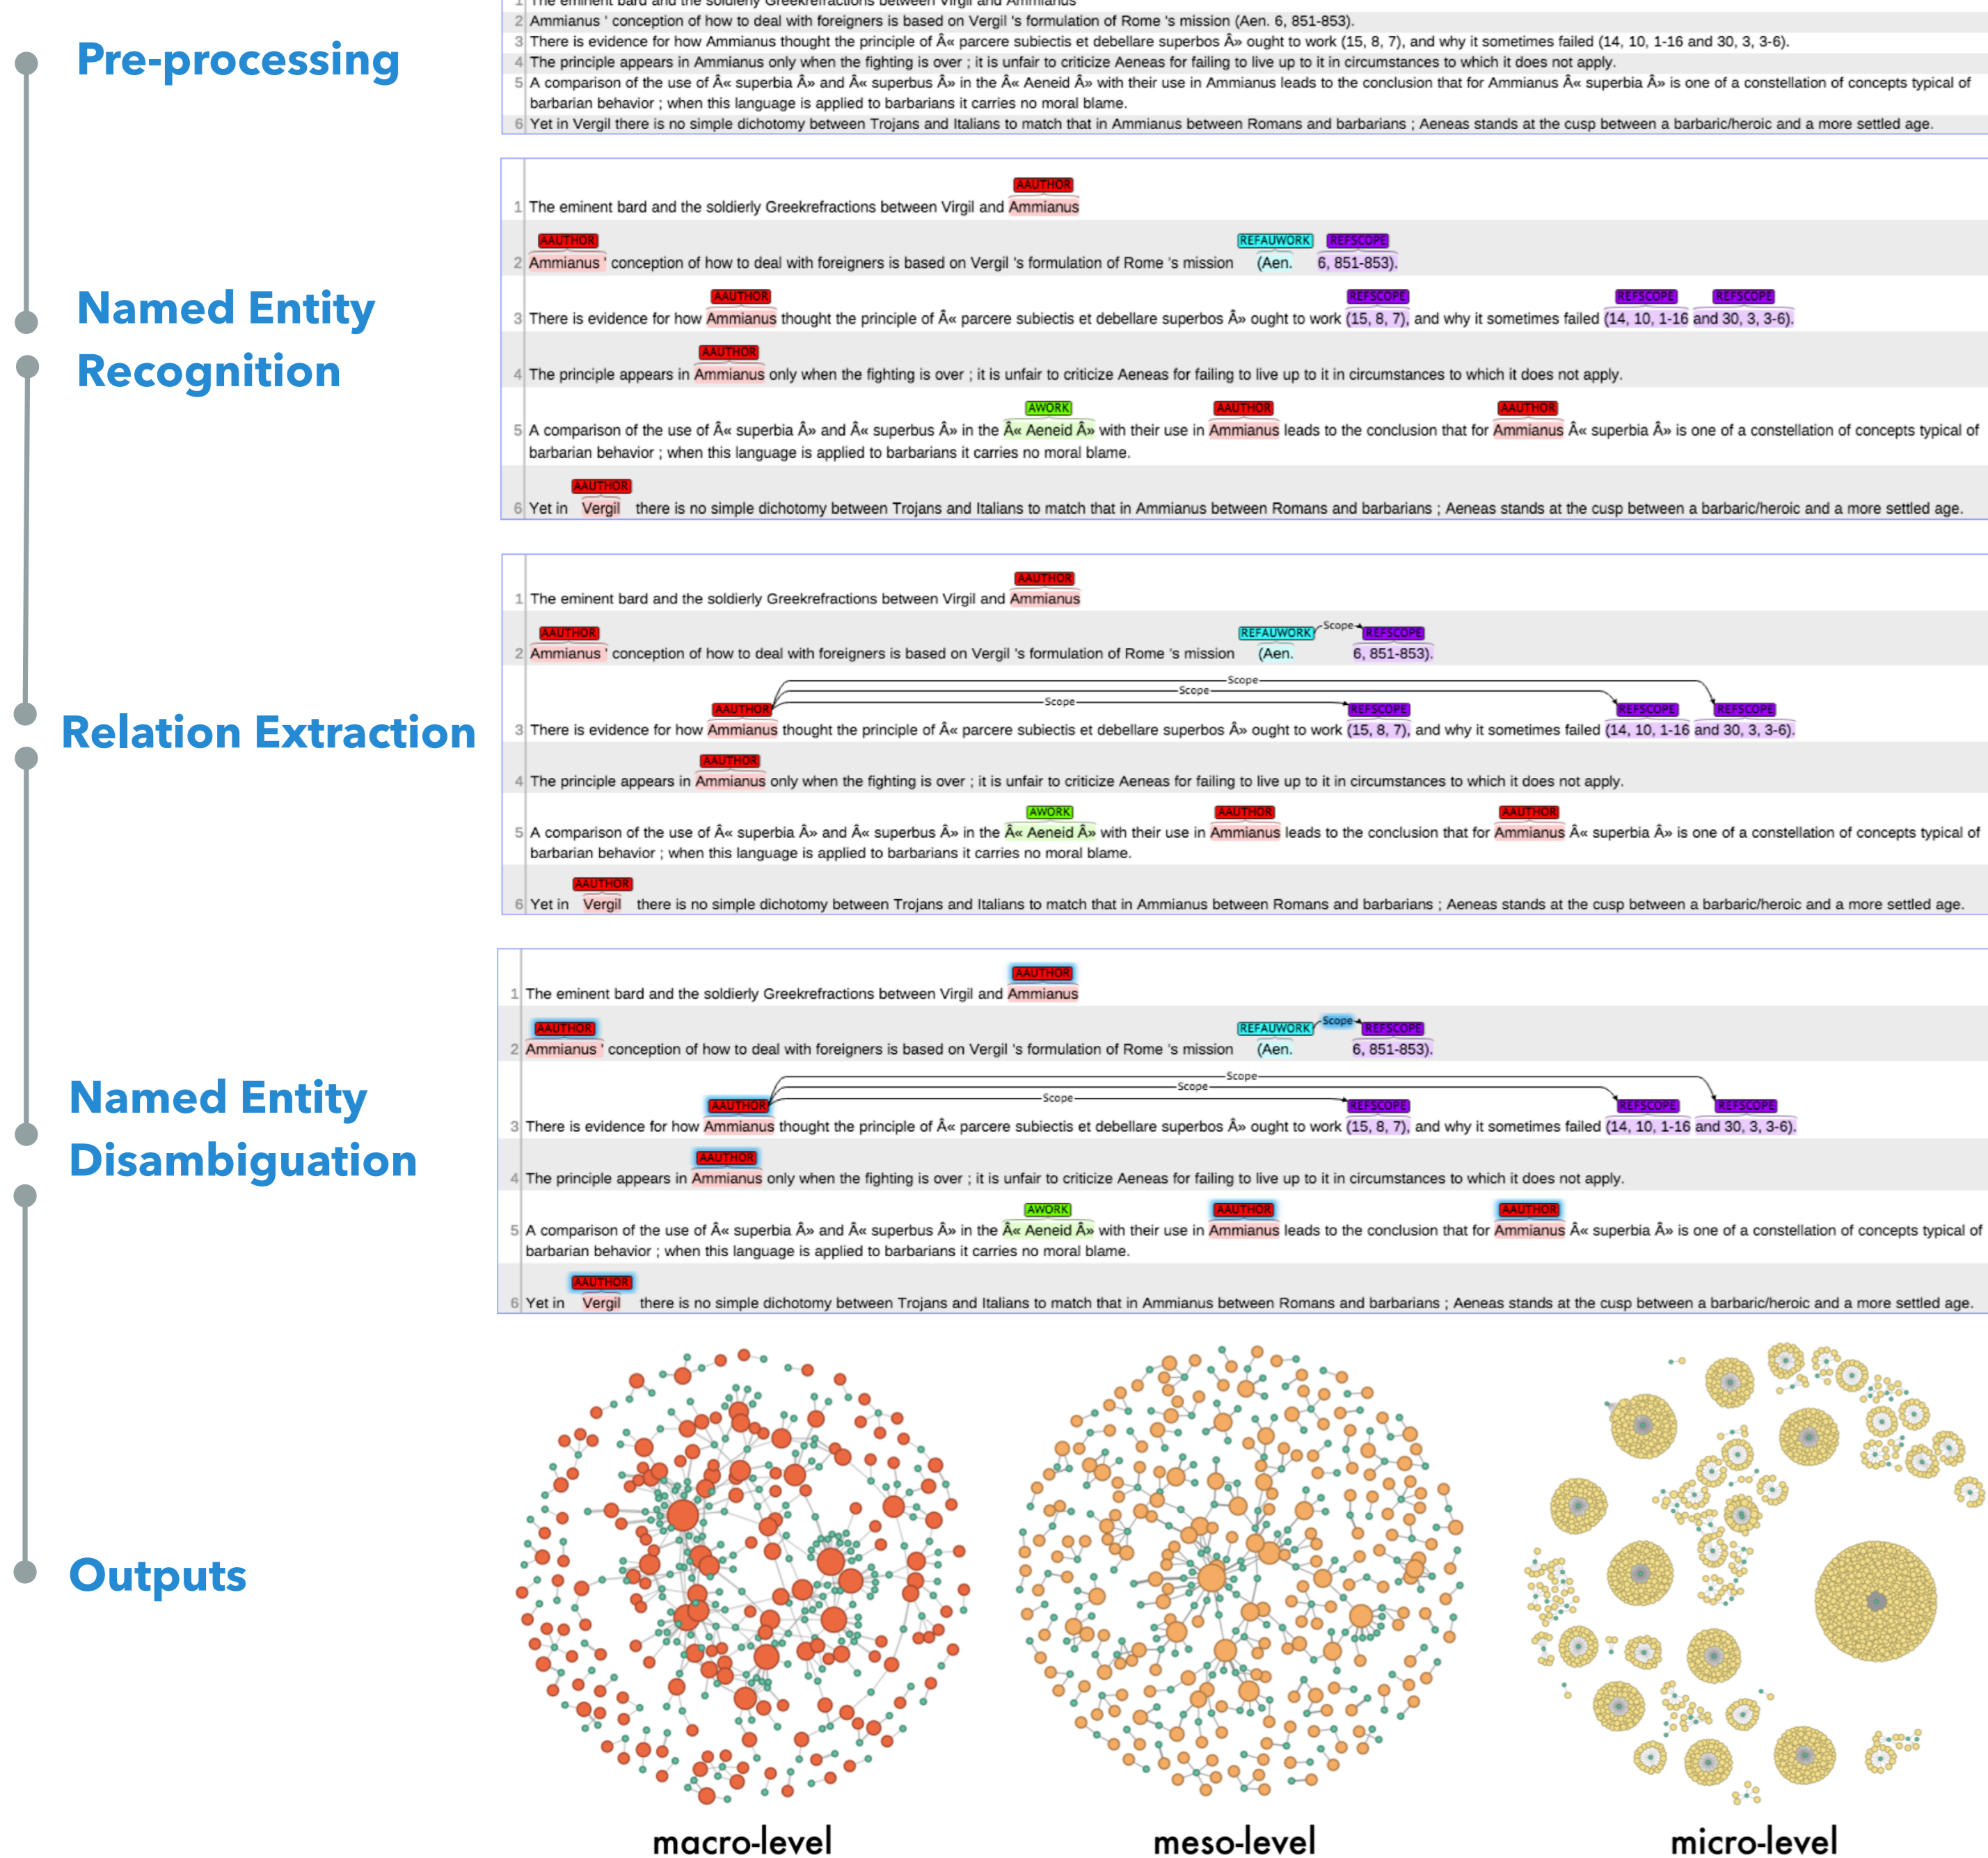 1 The eminent bard and the soldierly Greekrefractions between Virgil and Ammianus
2 Ammianus ' conception of how to deal with foreigners is based on Vergil 's formulation of Rome 's mission (Aen. 6, 851-853).
3 There is evidence for how Ammianus thought the principle of Â« parcere subiectis et debellare superbos Â» ought to work (15, 8, 7), and why it sometimes failed (14, 10, 1-16 and 30, 3, 3-6).
4 The principle appears in Ammianus only when the fighting is over ; it is unfair to criticize Aeneas for failing to live up to it in circumstances to which it does not apply.
5 A comparison of the use of Â« superbia Â» and Â« superbus Â» in the Â« Aeneid Â» with their use in Ammianus leads to the conclusion that for Ammianus Â« superbia Â» is one of a constellation of concepts typical of
barbarian behavior ; when this language is applied to barbarians it carries no moral blame.
6 Yet in Vergil there is no simple dichotomy between Trojans and Italians to match that in Ammianus between Romans and barbarians ; Aeneas stands at the cusp between a barbaric/heroic and a more settled age.
Pre-processing
AAUTHOR
1 The eminent bard and the soldierly Greekrefractions between Virgil and Ammianus
AAUTHOR REFAUWORK REFSCOPE
2 Ammianus ' conception of how to deal with foreigners is based on Vergil 's formulation of Rome 's mission (Aen. 6, 851-853).
AAUTHOR REFSCOPE REFSCOPE REFSCOPE
3 There is evidence for how Ammianus thought the principle of Â« parcere subiectis et debellare superbos Â» ought to work (15, 8, 7), and why it sometimes failed (14, 10, 1-16 and 30, 3, 3-6).
AAUTHOR
4 The principle appears in Ammianus only when the fighting is over ; it is unfair to criticize Aeneas for failing to live up to it in circumstances to which it does not apply.
AWORK AAUTHOR AAUTHOR
5 A comparison of the use of Â« superbia Â» and Â« superbus Â» in the Â« Aeneid Â» with their use in Ammianus leads to the conclusion that for Ammianus Â« superbia Â» is one of a constellation of concepts typical of
barbarian behavior ; when this language is applied to barbarians it carries no moral blame.
AAUTHOR
6 Yet in Vergil there is no simple dichotomy between Trojans and Italians to match that in Ammianus between Romans and barbarians ; Aeneas stands at the cusp between a barbaric/heroic and a more settled age.
Named Entity
Recognition
AAUTHOR
1 The eminent bard and the soldierly Greekrefractions between Virgil and Ammianus
AAUTHOR REFAUWORK Scope REFSCOPE
2 Ammianus ' conception of how to deal with foreigners is based on Vergil 's formulation of Rome 's mission (Aen. 6, 851-853).
Scope
Scope
Scope
AAUTHOR REFSCOPE REFSCOPE REFSCOPE
3 There is evidence for how Ammianus thought the principle of Â« parcere subiectis et debellare superbos Â» ought to work (15, 8, 7), and why it sometimes failed (14, 10, 1-16 and 30, 3, 3-6).
AAUTHOR
4 The principle appears in Ammianus only when the fighting is over ; it is unfair to criticize Aeneas for failing to live up to it in circumstances to which it does not apply.
AWORK AAUTHOR AAUTHOR
5 A comparison of the use of Â« superbia Â» and Â« superbus Â» in the Â« Aeneid Â» with their use in Ammianus leads to the conclusion that for Ammianus Â« superbia Â» is one of a constellation of concepts typical of
barbarian behavior ; when this language is applied to barbarians it carries no moral blame.
AAUTHOR
6 Yet in Vergil there is no simple dichotomy between Trojans and Italians to match that in Ammianus between Romans and barbarians ; Aeneas stands at the cusp between a barbaric/heroic and a more settled age.
Relation Extraction
AAUTHOR
1 The eminent bard and the soldierly Greekrefractions between Virgil and Ammianus
AAUTHOR REFAUWORK Scope REFSCOPE
2 Ammianus ' conception of how to deal with foreigners is based on Vergil 's formulation of Rome 's mission (Aen. 6, 851-853).
Scope
Scope
Scope
AAUTHOR REFSCOPE REFSCOPE REFSCOPE
3 There is evidence for how Ammianus thought the principle of Â« parcere subiectis et debellare superbos Â» ought to work (15, 8, 7), and why it sometimes failed (14, 10, 1-16 and 30, 3, 3-6).
AAUTHOR
4 The principle appears in Ammianus only when the fighting is over ; it is unfair to criticize Aeneas for failing to live up to it in circumstances to which it does not apply.
AWORK AAUTHOR AAUTHOR
5 A comparison of the use of Â« superbia Â» and Â« superbus Â» in the Â« Aeneid Â» with their use in Ammianus leads to the conclusion that for Ammianus Â« superbia Â» is one of a constellation of concepts typical of
barbarian behavior ; when this language is applied to barbarians it carries no moral blame.
AAUTHOR
6 Yet in Vergil there is no simple dichotomy between Trojans and Italians to match that in Ammianus between Romans and barbarians ; Aeneas stands at the cusp between a barbaric/heroic and a more settled age.
Named Entity
Disambiguation
Outputs
macro-level meso-level micro-level